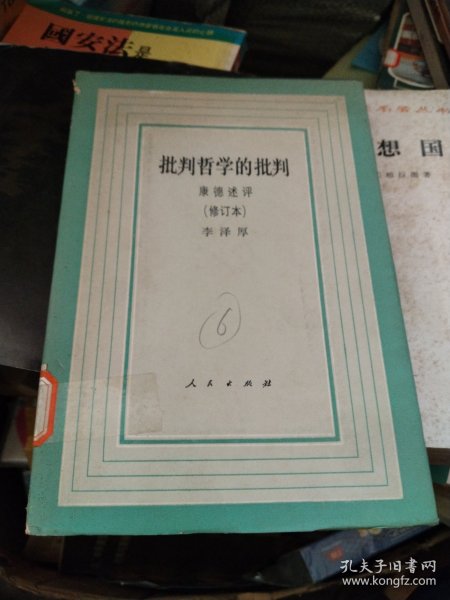 國安法是
批判哲学的批判
康德述评
(修订本)
李泽厚
6
人民出版社
想国
孔夫子旧书网
www.kongfz.com